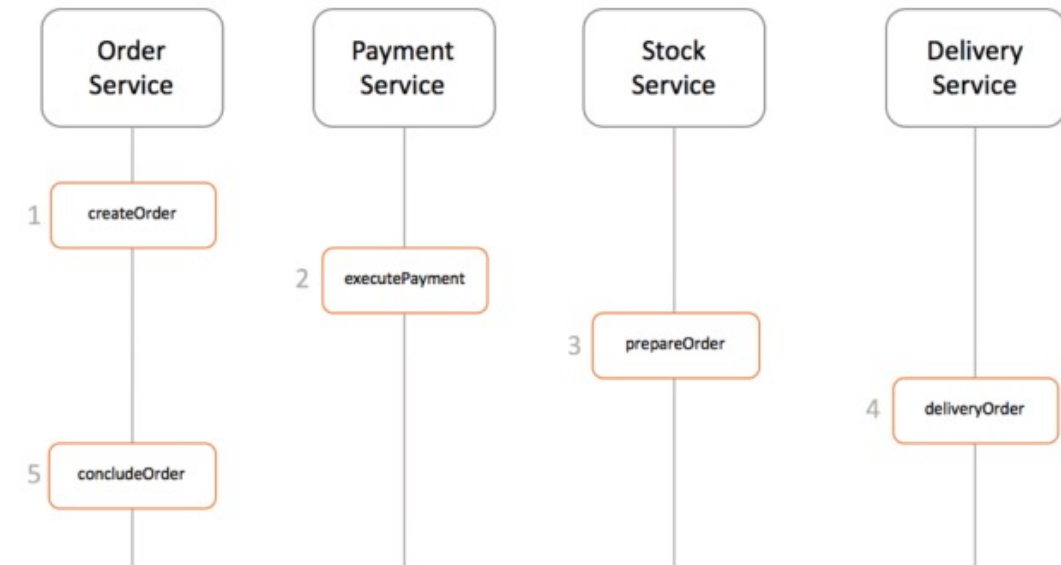 Order
Service
Payment
Service
Stock
Service
Delivery
Service
1
createOrder
2
executePayment
3
prepareOrder
4
deliveryOrder
5
concludeOrder